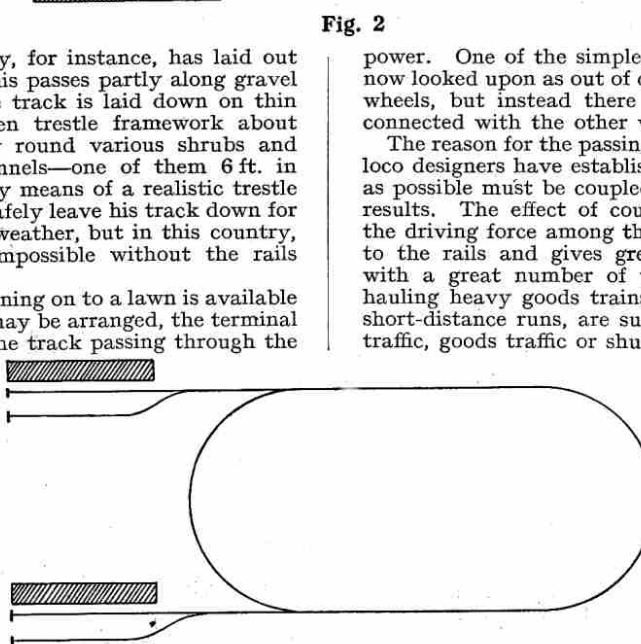 Fig. 2
y, for instance, has laid out
is passes partly along gravel
track is laid down on thin
en trestle framework about
round various shrubs and
nnels—one of them 6 ft. in
y means of a realistic trestle
afely leave his track down for
weather, but in this country,
mpossible without the rails
ning on to a lawn is available
may be arranged, the terminal
ne track passing through the
power. One of the simple
now looked upon as out of
wheels, but instead there
connected with the other
The reason for the passin
loco designers have establis
as possible must be couple
results. The effect of cou
the driving force among th
to the rails and gives gre
with a great number of
hauling heavy goods train
short-distance runs, are su
traffic, goods traffic or shu